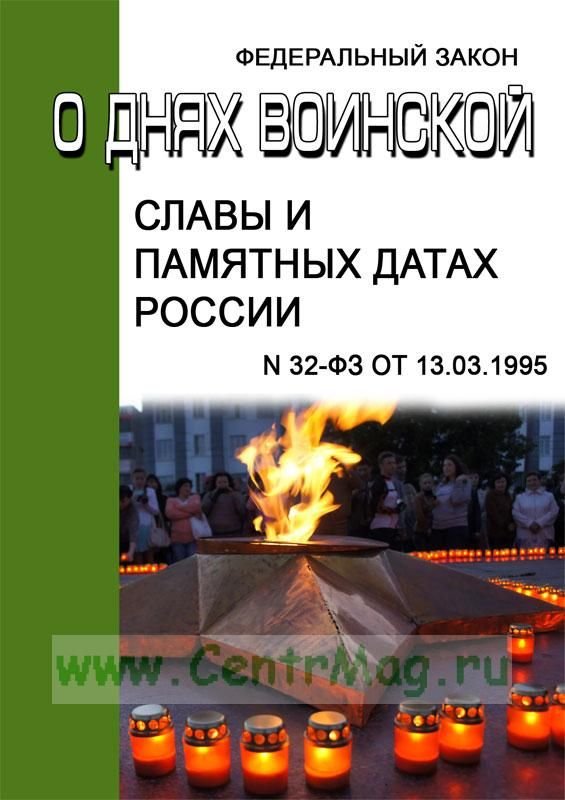 ФЕДЕРАЛЬНЫЙ ЗАКОН
О ДНЯХ ВОИНСКОЙ
СЛАВЫ И
ПАМЯТНЫХ ДАТАХ
РОССИИ
N 32-ФЗ ОТ 13.03.1995
www.CentrMag.ru